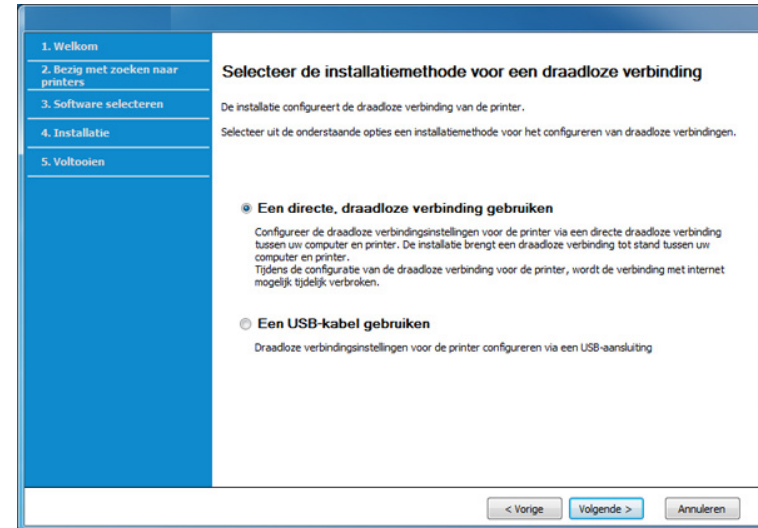 1. Welkom
2. Bezig met zoeken naar
printers
3. Software selecteren
4. Installatie
5. Voltooien
Selecteer de installatiemethode voor een draadloze verbinding
De installatie configureert de draadloze verbinding van de printer.
Selecteer uit de onderstaande opties een installatiemethode voor het configureren van draadloze verbindingen.
Een directe, draadloze verbinding gebruiken
Configureer de draadloze verbindingsinstellingen voor de printer via een directe draadloze verbinding
tussen uw computer en printer. De installatie brengt een draadloze verbinding tot stand tussen uw
computer en printer.
Tijdens de configuratie van de draadloze verbinding voor de printer, wordt de verbinding met internet
mogelijk tijdelijk verbroken.
Een USB-kabel gebruiken
Draadloze verbindingsinstellingen voor de printer configureren via een USB-aansluiting
< Vorige Volgende > Annuleren